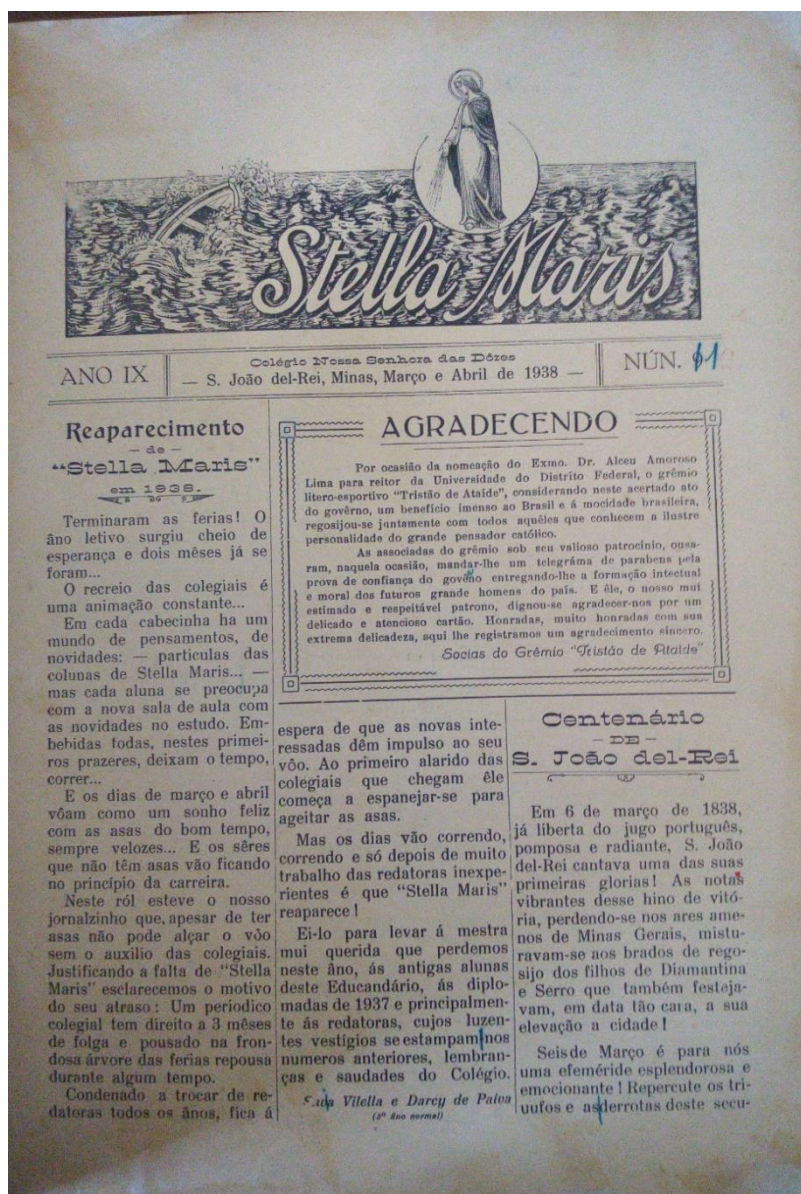 Stella Maris
ANO IX
Colégio Nossa Senhora das Dôres
— S. João del-Rei, Minas, Março e Abril de 1938 —
NÚN. 61
Reaparecimento
— de —
“Stella Maris”
em 1938.
Terminaram as ferias! O
âno letivo surgiu cheio de
esperança e dois mêses já se
foram...
O recreio das colegiais é
uma animação constante...
Em cada cabecinha ha um
mundo de pensamentos, de
novidades: — particulas das
colunas de Stella Maris... —
mas cada aluna se preocupa
com a nova sala de aula com
as novidades no estudo. Em-
bebidas todas, nestes primei-
ros prazeres, deixam o tempo,
correr...
E os dias de março e abril
vôam como um sonho feliz
com as asas do bom tempo,
sempre velozes... E os sêres
que não têm asas vão ficando
no princípio da carreira.
Neste ról esteve o nosso
jornalzinho que, apesar de ter
asas não pode alçar o vôo
sem o auxilio das colegiais.
Justificando a falta de “Stella
Maris” esclarecemos o motivo
do seu atraso: Um periodico
colegial tem direito a 3 mêses
de folga e pousado na fron-
dosa árvore das ferias repousa
durante algum tempo.
Condenado a trocar de re-
datoras todos os ânos, fica á
AGRADECENDO
Por ocasião da nomeação do Exmo. Dr. Alceu Amoroso
Lima para reitor da Universidade do Distrito Federal, o grêmio
litero-esportivo “Tristão de Ataide”, considerando neste acertado ato
do govêrno, um benefício imenso ao Brasil e á mocidade brasileira,
regosijou-se juntamente com todos aquêles que conhecem a ilustre
personalidade do grande pensador católico.
As associadas do grêmio sob seu valioso patrocinio, ousa-
ram, naquela ocasião, mandar-lhe um telegráma de parabens pela
prova de confiança do govêno entregando-lhe a formação intectual
e moral dos futuros grande homens do país. E êle, o nosso mui
estimado e respeitável patrono, dignou-se agradecer-nos por um
delicado e atencioso cartão. Honradas, muito honradas com sua
extrema delicadeza, aqui lhe registramos um agradecimento sincero.
Socias do Grêmio “Tristão de Ataide”
espera de que as novas inte-
ressadas dêm impulso ao seu
vôo. Ao primeiro alarido das
colegiais que chegam êle
começa a espanejar-se para
ageitar as asas.
Mas os dias vão correndo,
correndo e só depois de muito
trabalho das redatoras inexpe-
rientes é que “Stella Maris”
reaparece !
Ei-lo para levar á mestra
mui querida que perdemos
neste âno, ás antigas alunas
deste Educandário, ás diplo-
madas de 1937 e principalmen-
te ás redatoras, cujos luzen-
tes vestigios se estampam nos
numeros anteriores, lembran-
ças e saudades do Colégio.
Vilella e Darcy de Paiva
(3º âno normal)
Centenário
— DE —
S. João del-Rei
Em 6 de março de 1838,
já liberta do jugo português,
pomposa e radiante, S. João
del-Rei cantava uma das suas
primeiras glorias! As notas
vibrantes desse hino de vitó-
ria, perdendo-se nos ares ame-
nos de Minas Gerais, mistu-
ravam-se aos brados de rego-
sijo dos filhos de Diamantina
e Serro que também festeja-
vam, em data tão cara, a sua
elevação a cidade !
Seis de Março é para nós
uma efeméride esplendorosa e
emocionante ! Repercute os tri-
uufos e as derrotas deste secu-